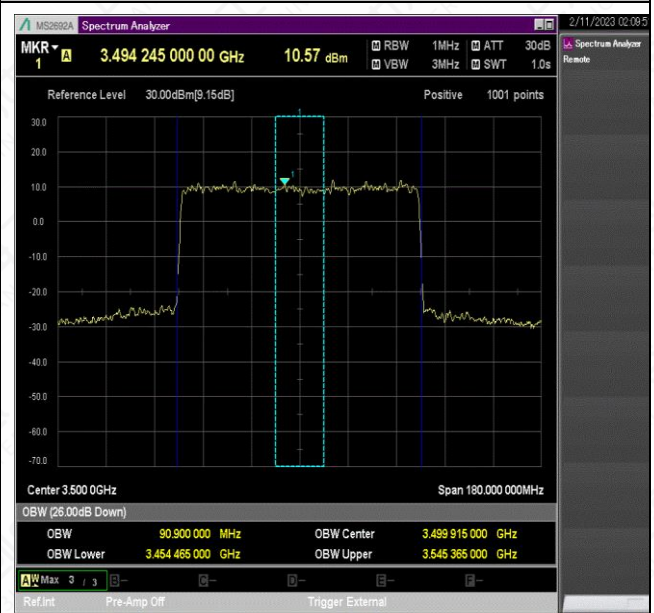 MS2692A Spectrum Analyzer
2/11/2023 02:09:5
MKR A 3.494 245 000 00 GHz 10.57 dBm M RBW 1MHz M ATT 30dB
1 M VBW 3MHz M SWT 1.0s
Spectrum Analyzer
Remote
Reference Level 30.00dBm[9.15dB] Positive 1001 points
30.0
1
20.0
1
10.0
0.0
-10.0
-20.0
-30.0
-40.0
-50.0
-60.0
-70.0
Center 3.500 0GHz Span 180.000 000MHz
OBW (26.00dB Down)
OBW 90.900 000 MHz OBW Center 3.499 915 000 GHz
OBW Lower 3.454 465 000 GHz OBW Upper 3.545 365 000 GHz
A W Max 3 / 3 B- C- D- E- F-
Ref.Int Pre-Amp Off Trigger External